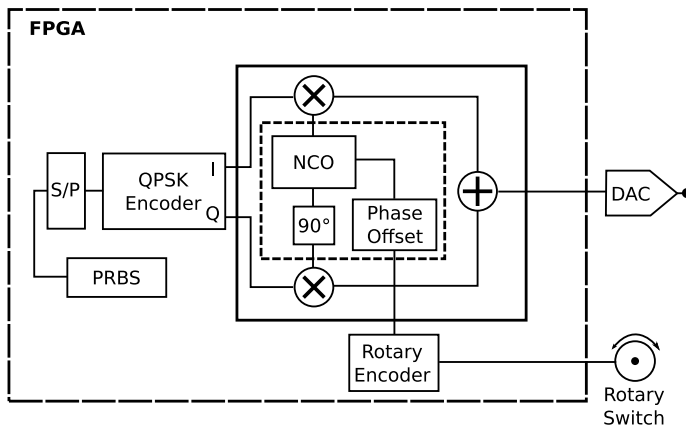 FPGA
S/P
QPSK
Encoder
I
Q
PRBS
NCO
90°
Phase
Offset
DAC
Rotary
Encoder
Rotary
Switch